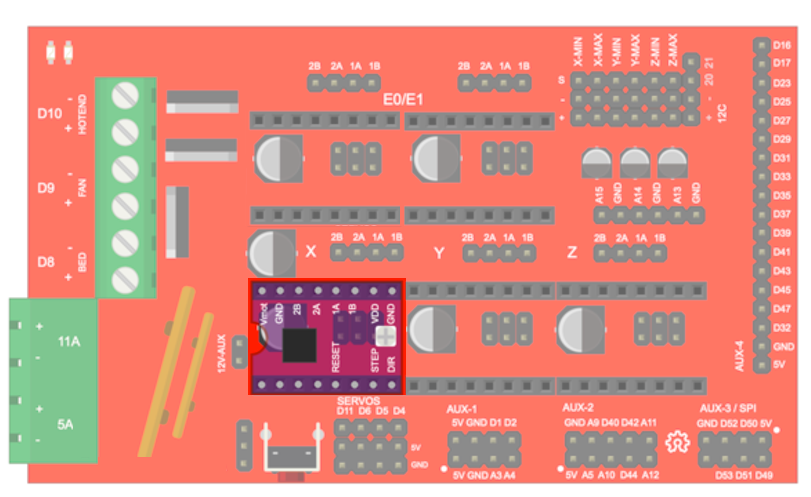 X-MIN
X-MAX
Y-MIN
Y-MAX
Z-MIN
Z-MAX
2B 2A 1A 1B
2B 2A 1A 1B
E0/E1
S
-
+
20 21
- 
+
12C
D16
D17
D23
D25
D27
D29
D31
D33
D35
D37
D39
D41
D43
D45
D47
D32
GND
5V
AUX-4
D10
-
+
HOTEND
D9
-
+
FAN
D8
-
+
BED
A15
GND
A14
GND
A13
GND
X
2B 2A 1A 1B
Y
2B 2A 1A 1B
Z
2B 2A 1A 1B
Vmot
GND
2B
2A
1A
1B
VDD
GND
RESET
STEP
DIR
12V-AUX
+
11A
-
+
5A
-
SERVOS
D11 D6 D5 D4
5V
GND
AUX-1
5V GND D1 D2
5V GND A3 A4
AUX-2
GND A9 D40 D42 A11
5V A5 A10 D44 A12
AUX-3 / SPI
GND D52 D50 5V
D53 D51 D49